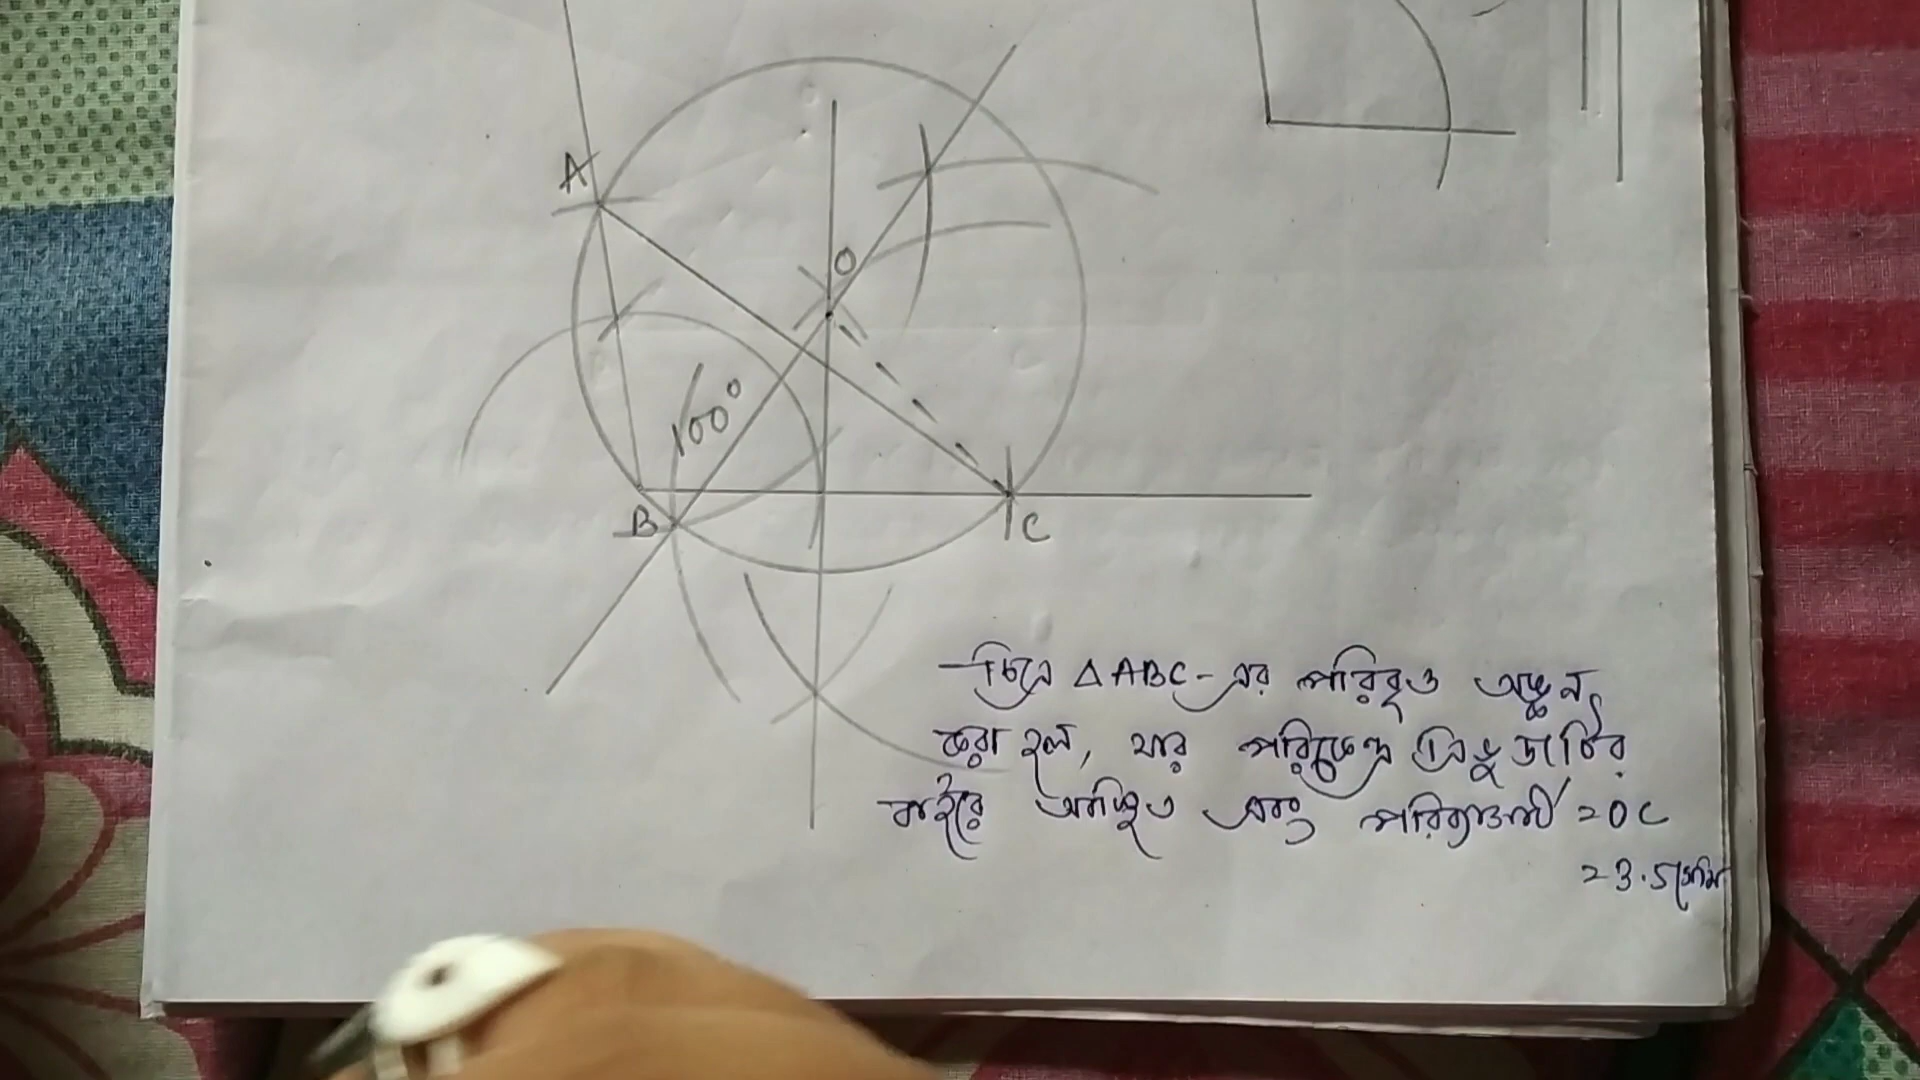 A
O
100°
B
C
চিত্রে △ABC-এর পরিবৃত্ত অঙ্কন
করা হল, যার পরিকেন্দ্র ত্রিভুজটির
বাইরে অবস্থিত এবং পরিব্যাসার্ধ = OC
= 3.5 সেমি